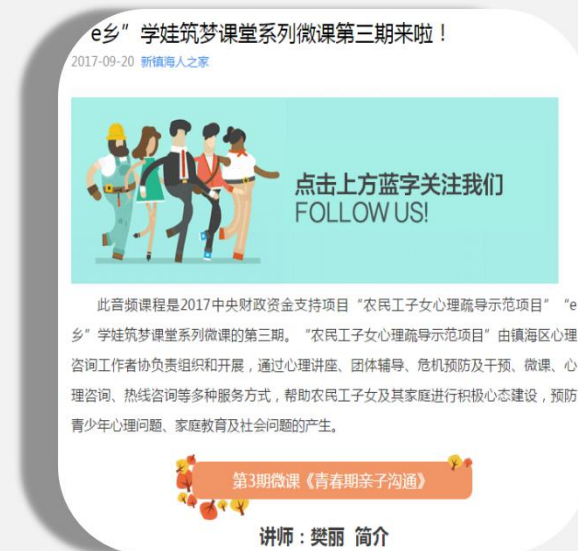 e乡”学娃筑梦课堂系列微课第三期来啦！
2017-09-20 新镇海人之家
点击上方蓝字关注我们
FOLLOW US!
此音频课程是2017中央财政资金支持项目“农民工子女心理疏导示范项目”“e
乡”学娃筑梦课堂系列微课的第三期。“农民工子女心理疏导示范项目”由镇海区心理
咨询工作者协负责组织和开展，通过心理讲座、团体辅导、危机预防及干预、微课、心
理咨询、热线咨询等多种服务方式，帮助农民工子女及其家庭进行积极心态建设，预防
青少年心理问题、家庭教育及社会问题的产生。
第3期微课《青春期亲子沟通》
讲师：樊丽 简介